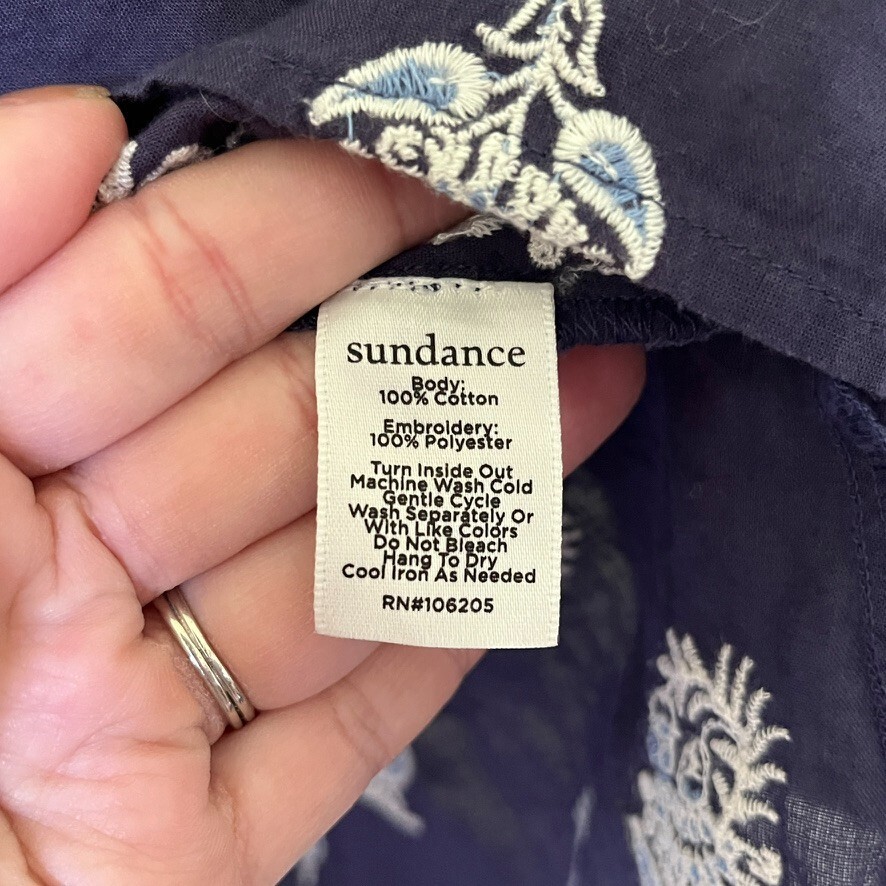 sundance
Body:
100% Cotton
Embroidery:
100% Polyester
Turn Inside Out
Machine Wash Cold
Gentle Cycle
Wash Separately Or
With Like Colors
Do Not Bleach
Hang To Dry
Cool Iron As Needed
RN#106205